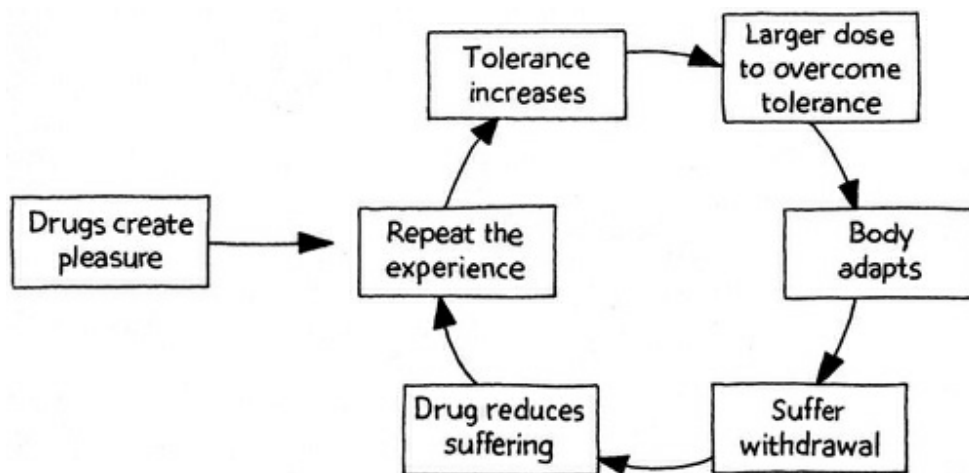 Drugs create
pleasure
Repeat the
experience
Tolerance
increases
Larger dose
to overcome
tolerance
Body
adapts
Suffer
withdrawal
Drug reduces
suffering